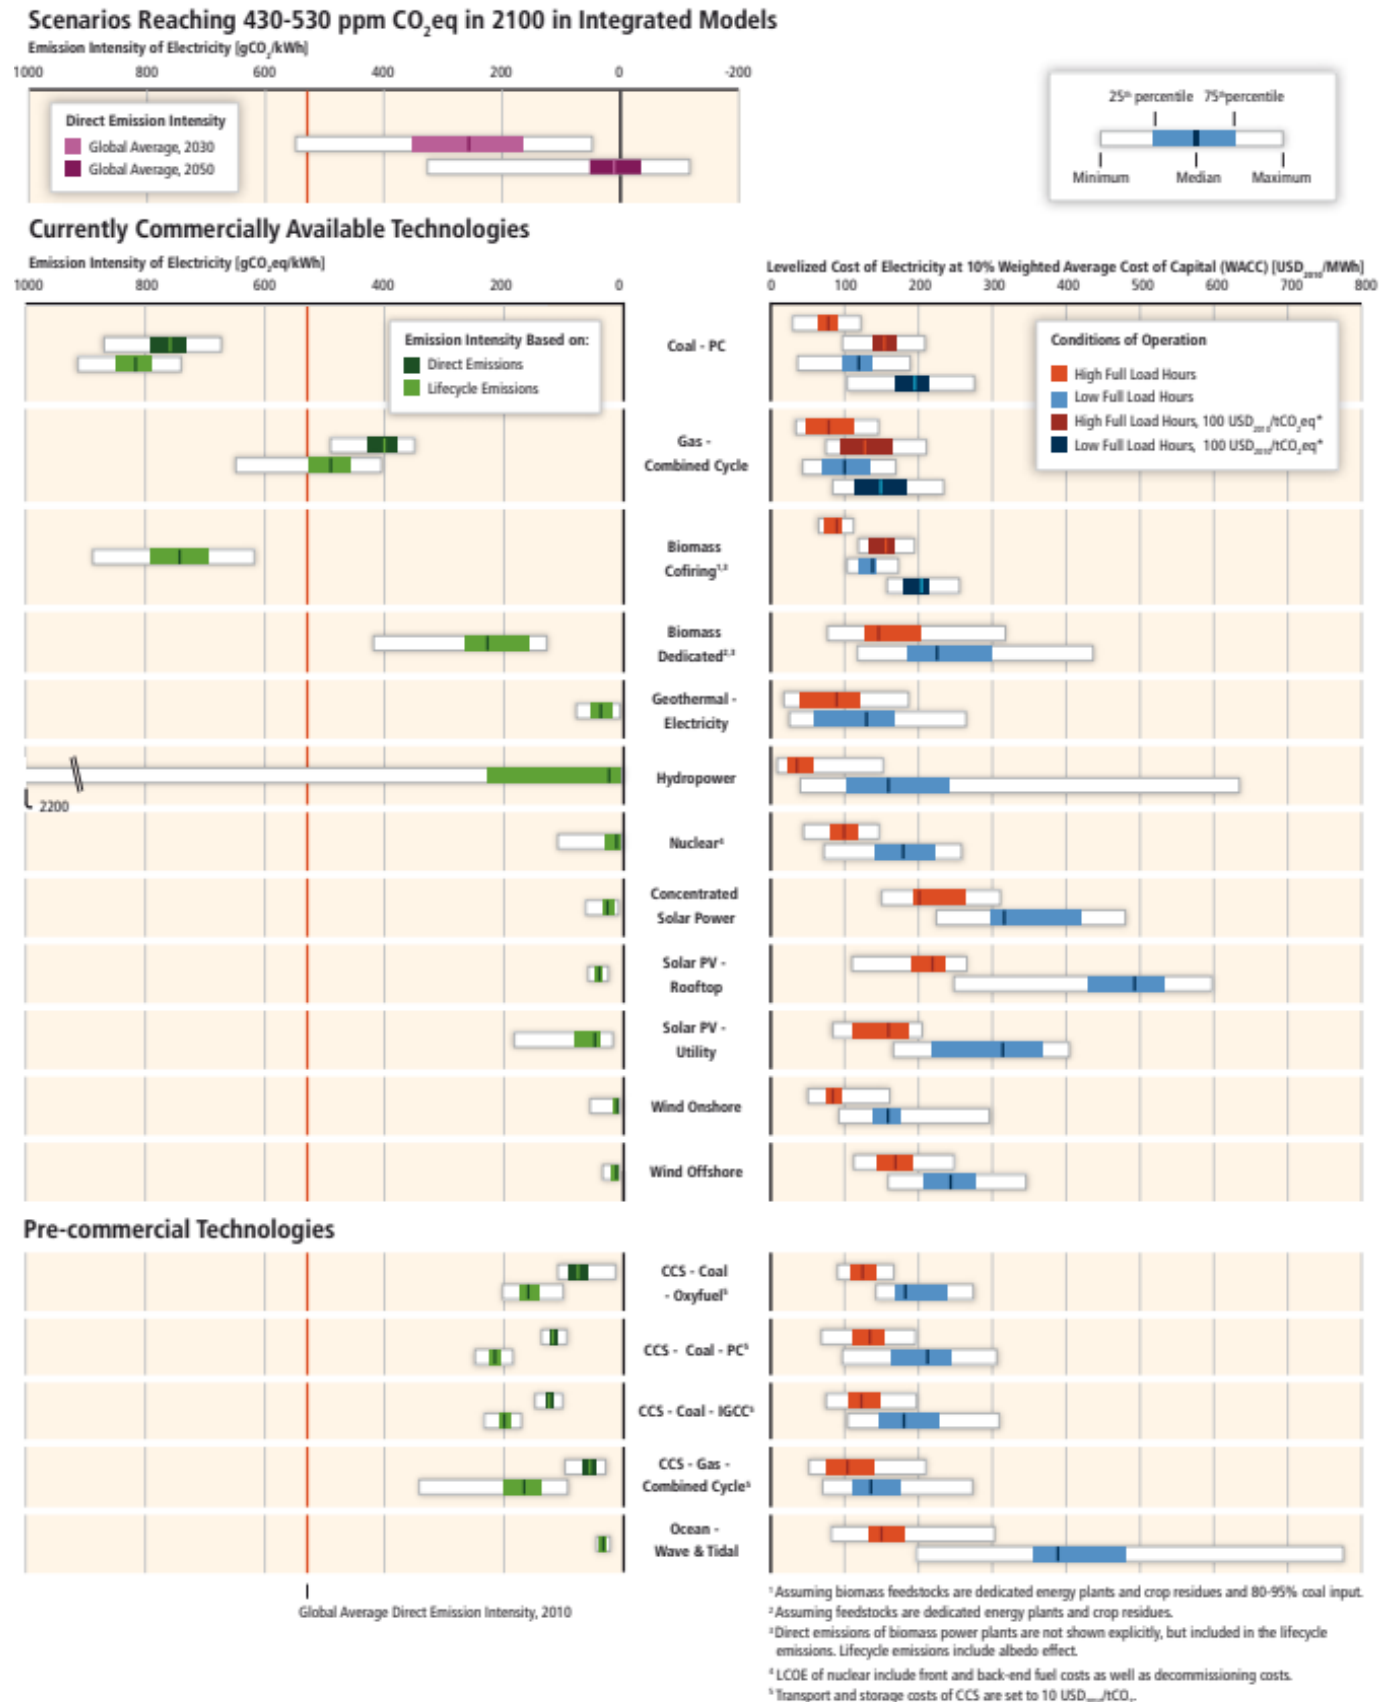 Scenarios Reaching 430-530 ppm CO₂eq in 2100 in Integrated Models
Emission Intensity of Electricity [gCO₂/kWh]
1000 800 600 400 200 0 -200
Direct Emission Intensity
Global Average, 2030
Global Average, 2050
25ᵗʰ percentile 75ᵗʰpercentile
Minimum Median Maximum
Currently Commercially Available Technologies
Emission Intensity of Electricity [gCO₂eq/kWh]
Levelized Cost of Electricity at 10% Weighted Average Cost of Capital (WACC) [USD₂₀₁₀/MWh]
1000 800 600 400 200 0
0 100 200 300 400 500 600 700 800
Emission Intensity Based on:
Direct Emissions
Lifecycle Emissions
Conditions of Operation
High Full Load Hours
Low Full Load Hours
High Full Load Hours, 100 USD₂₀₁₀/tCO₂eq*
Low Full Load Hours, 100 USD₂₀₁₀/tCO₂eq*
Coal - PC
Gas -
Combined Cycle
Biomass
Cofiring¹,³
Biomass
Dedicated²,³
Geothermal -
Electricity
Hydropower
2200
Nuclear⁴
Concentrated
Solar Power
Solar PV -
Rooftop
Solar PV -
Utility
Wind Onshore
Wind Offshore
Pre-commercial Technologies
CCS - Coal
- Oxyfuel⁵
CCS - Coal - PC⁵
CCS - Coal - IGCC⁵
CCS - Gas -
Combined Cycle⁵
Ocean -
Wave & Tidal
Global Average Direct Emission Intensity, 2010
¹ Assuming biomass feedstocks are dedicated energy plants and crop residues and 80-95% coal input.
² Assuming feedstocks are dedicated energy plants and crop residues.
³ Direct emissions of biomass power plants are not shown explicitly, but included in the lifecycle
emissions. Lifecycle emissions include albedo effect.
⁴ LCOE of nuclear include front and back-end fuel costs as well as decommissioning costs.
⁵ Transport and storage costs of CCS are set to 10 USD₂₀₁₀/tCO₂.